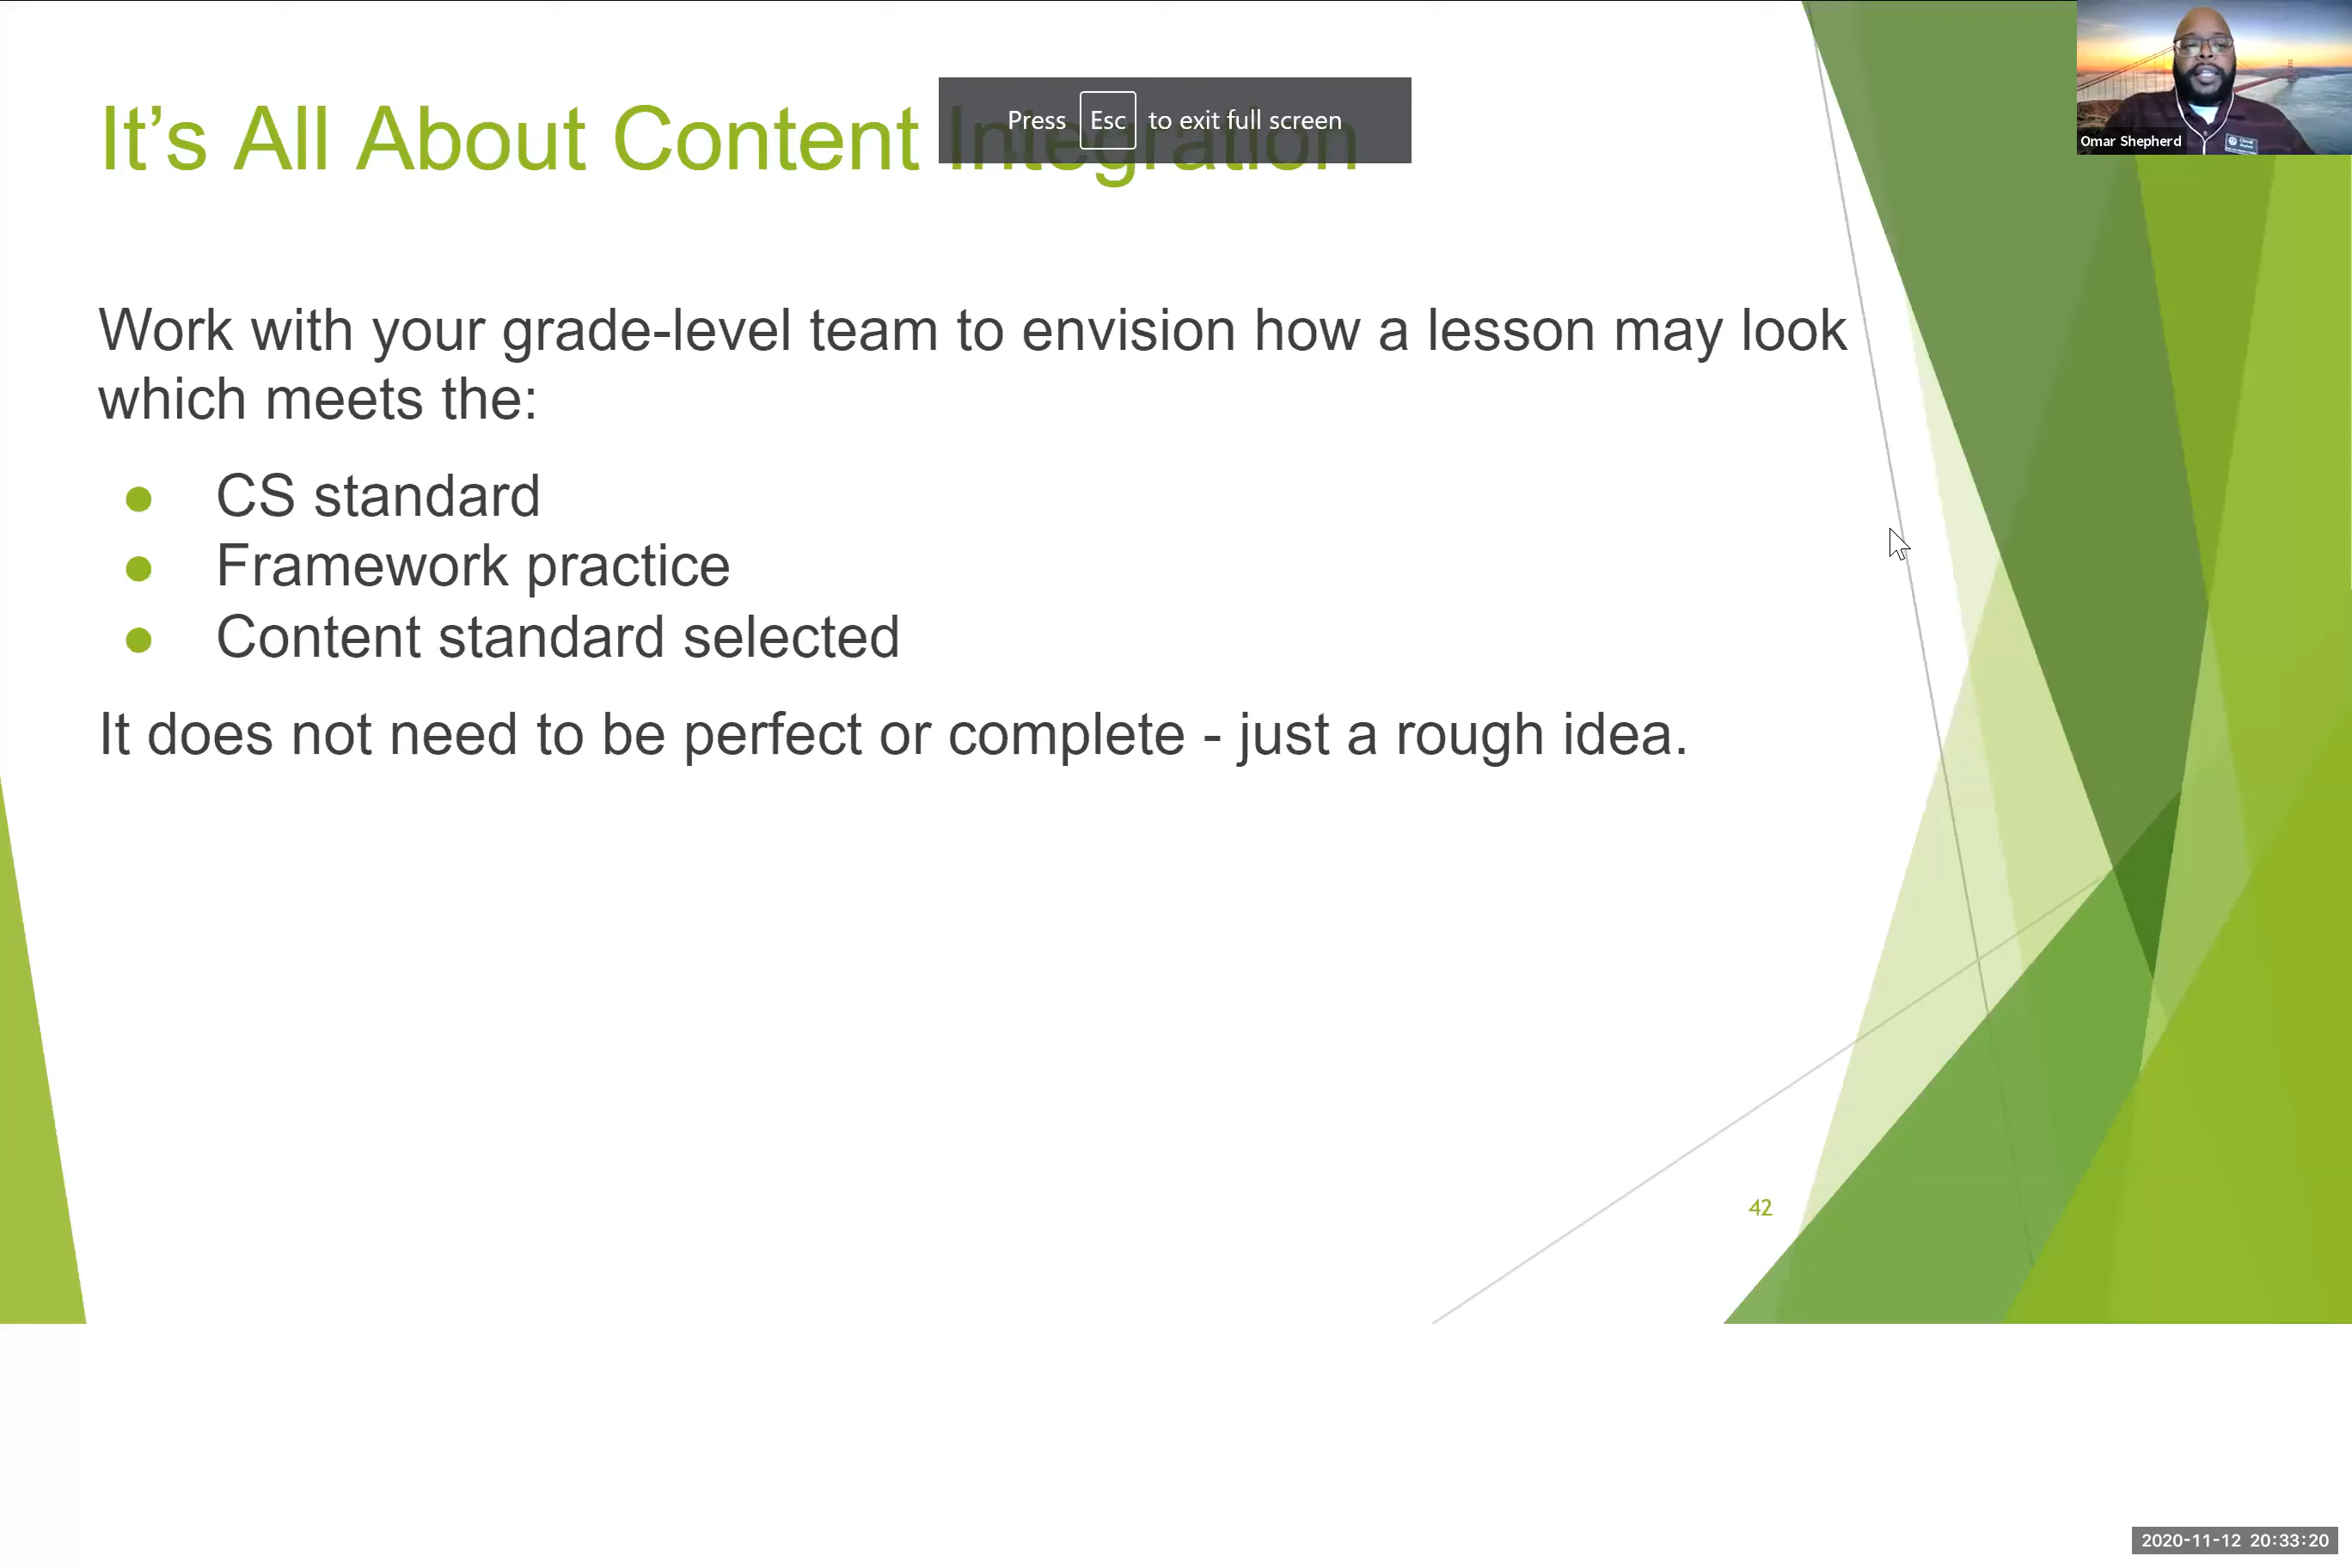 It’s All About Content Integration
Press Esc to exit full screen
Omar Shepherd
Work with your grade-level team to envision how a lesson may look
which meets the:
● CS standard
● Framework practice
● Content standard selected
It does not need to be perfect or complete - just a rough idea.
42
2020-11-12 20:33:20